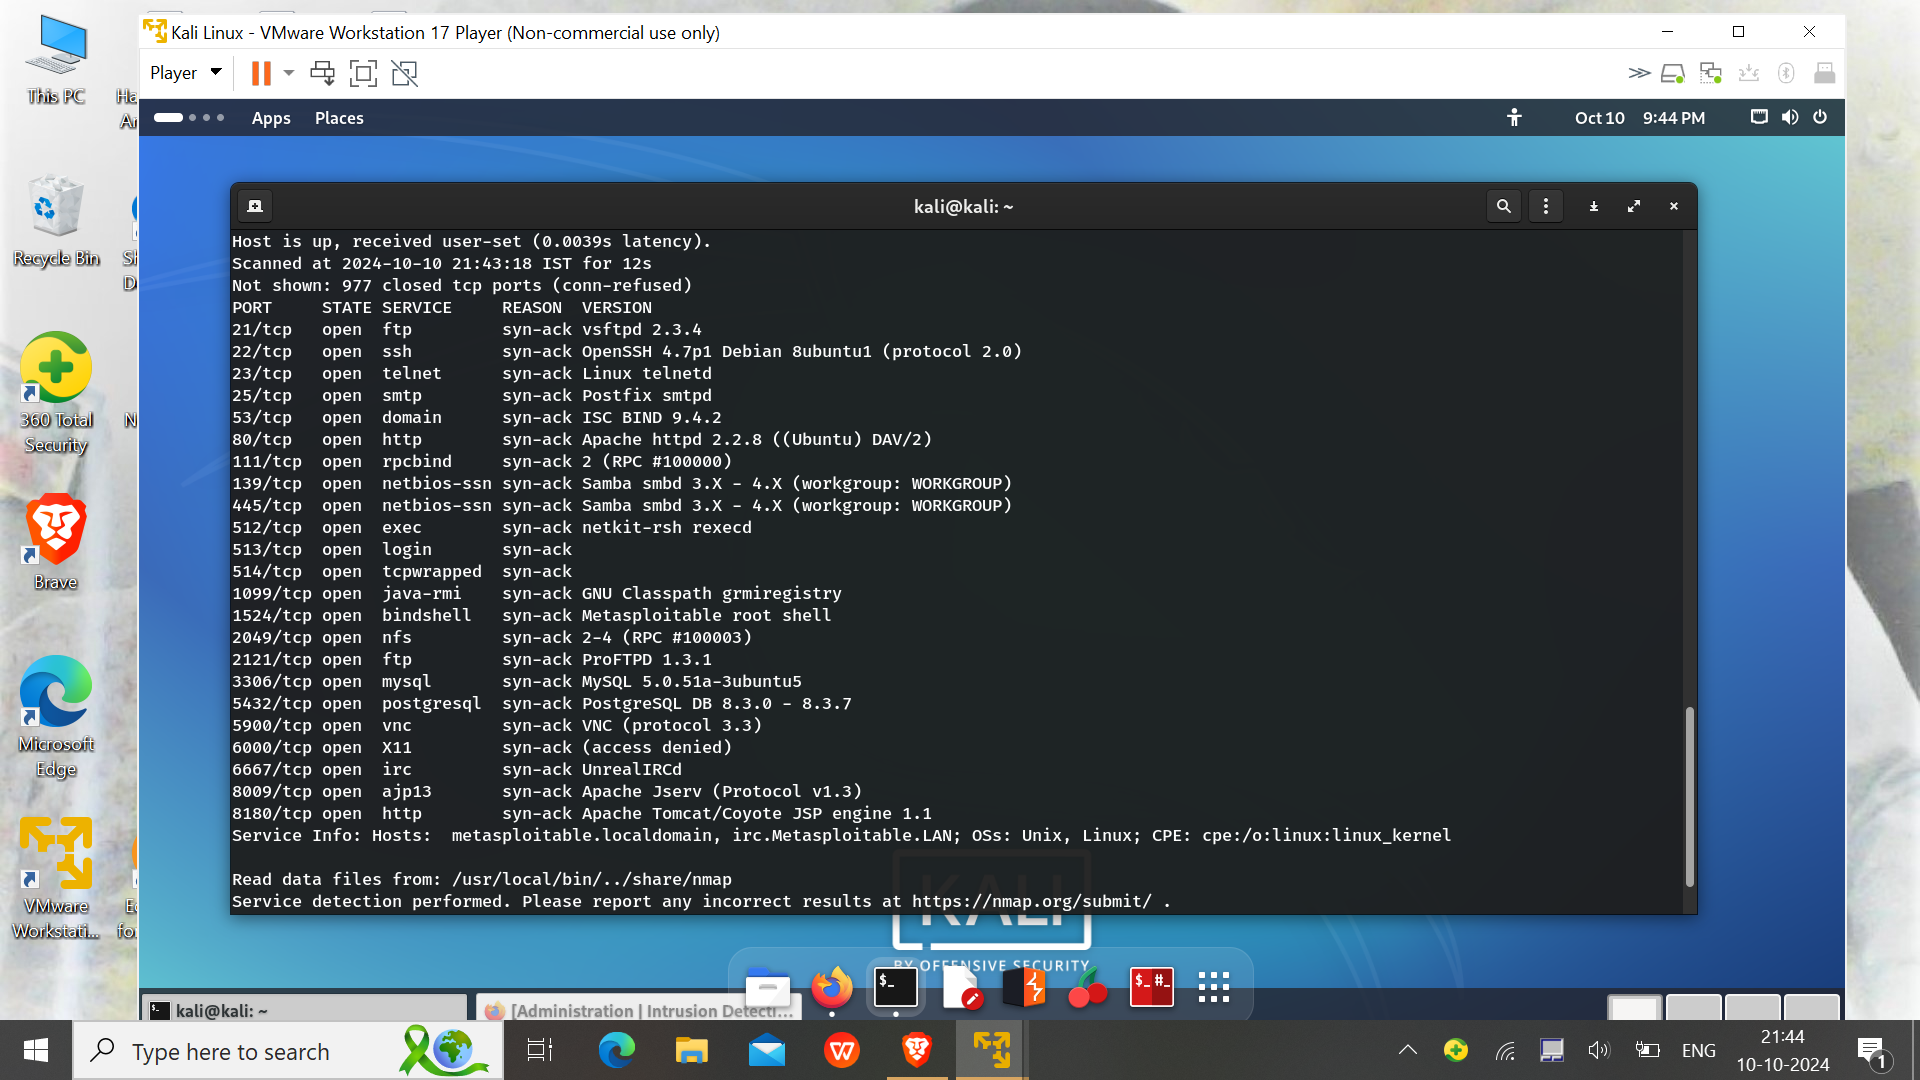 Kali Linux - VMware Workstation 17 Player (Non-commercial use only)
Player
Apps Places
Oct 10 9:44 PM
kali@kali: ~
Host is up, received user-set (0.0039s latency).
Scanned at 2024-10-10 21:43:18 IST for 12s
Not shown: 977 closed tcp ports (conn-refused)
PORT STATE SERVICE REASON VERSION
21/tcp open ftp syn-ack vsftpd 2.3.4
22/tcp open ssh syn-ack OpenSSH 4.7p1 Debian 8ubuntu1 (protocol 2.0)
23/tcp open telnet syn-ack Linux telnetd
25/tcp open smtp syn-ack Postfix smtpd
53/tcp open domain syn-ack ISC BIND 9.4.2
80/tcp open http syn-ack Apache httpd 2.2.8 ((Ubuntu) DAV/2)
111/tcp open rpcbind syn-ack 2 (RPC #100000)
139/tcp open netbios-ssn syn-ack Samba smbd 3.X - 4.X (workgroup: WORKGROUP)
445/tcp open netbios-ssn syn-ack Samba smbd 3.X - 4.X (workgroup: WORKGROUP)
512/tcp open exec syn-ack netkit-rsh rexecd
513/tcp open login syn-ack
514/tcp open tcpwrapped syn-ack
1099/tcp open java-rmi syn-ack GNU Classpath grmiregistry
1524/tcp open bindshell syn-ack Metasploitable root shell
2049/tcp open nfs syn-ack 2-4 (RPC #100003)
2121/tcp open ftp syn-ack ProFTPD 1.3.1
3306/tcp open mysql syn-ack MySQL 5.0.51a-3ubuntu5
5432/tcp open postgresql syn-ack PostgreSQL DB 8.3.0 - 8.3.7
5900/tcp open vnc syn-ack VNC (protocol 3.3)
6000/tcp open X11 syn-ack (access denied)
6667/tcp open irc syn-ack UnrealIRCd
8009/tcp open ajp13 syn-ack Apache Jserv (Protocol v1.3)
8180/tcp open http syn-ack Apache Tomcat/Coyote JSP engine 1.1
Service Info: Hosts: metasploitable.localdomain, irc.Metasploitable.LAN; OSs: Unix, Linux; CPE: cpe:/o:linux:linux_kernel
Read data files from: /usr/local/bin/../share/nmap
Service detection performed. Please report any incorrect results at https://nmap.org/submit/ .
KALI
BY OFFENSIVE SECURITY
kali@kali: ~
[Administration | Intrusion Detecti...
This PC
Recycle Bin
360 Total
Security
Brave
Microsoft
Edge
VMware
Workstati...
Type here to search
ENG
21:44
10-10-2024
1